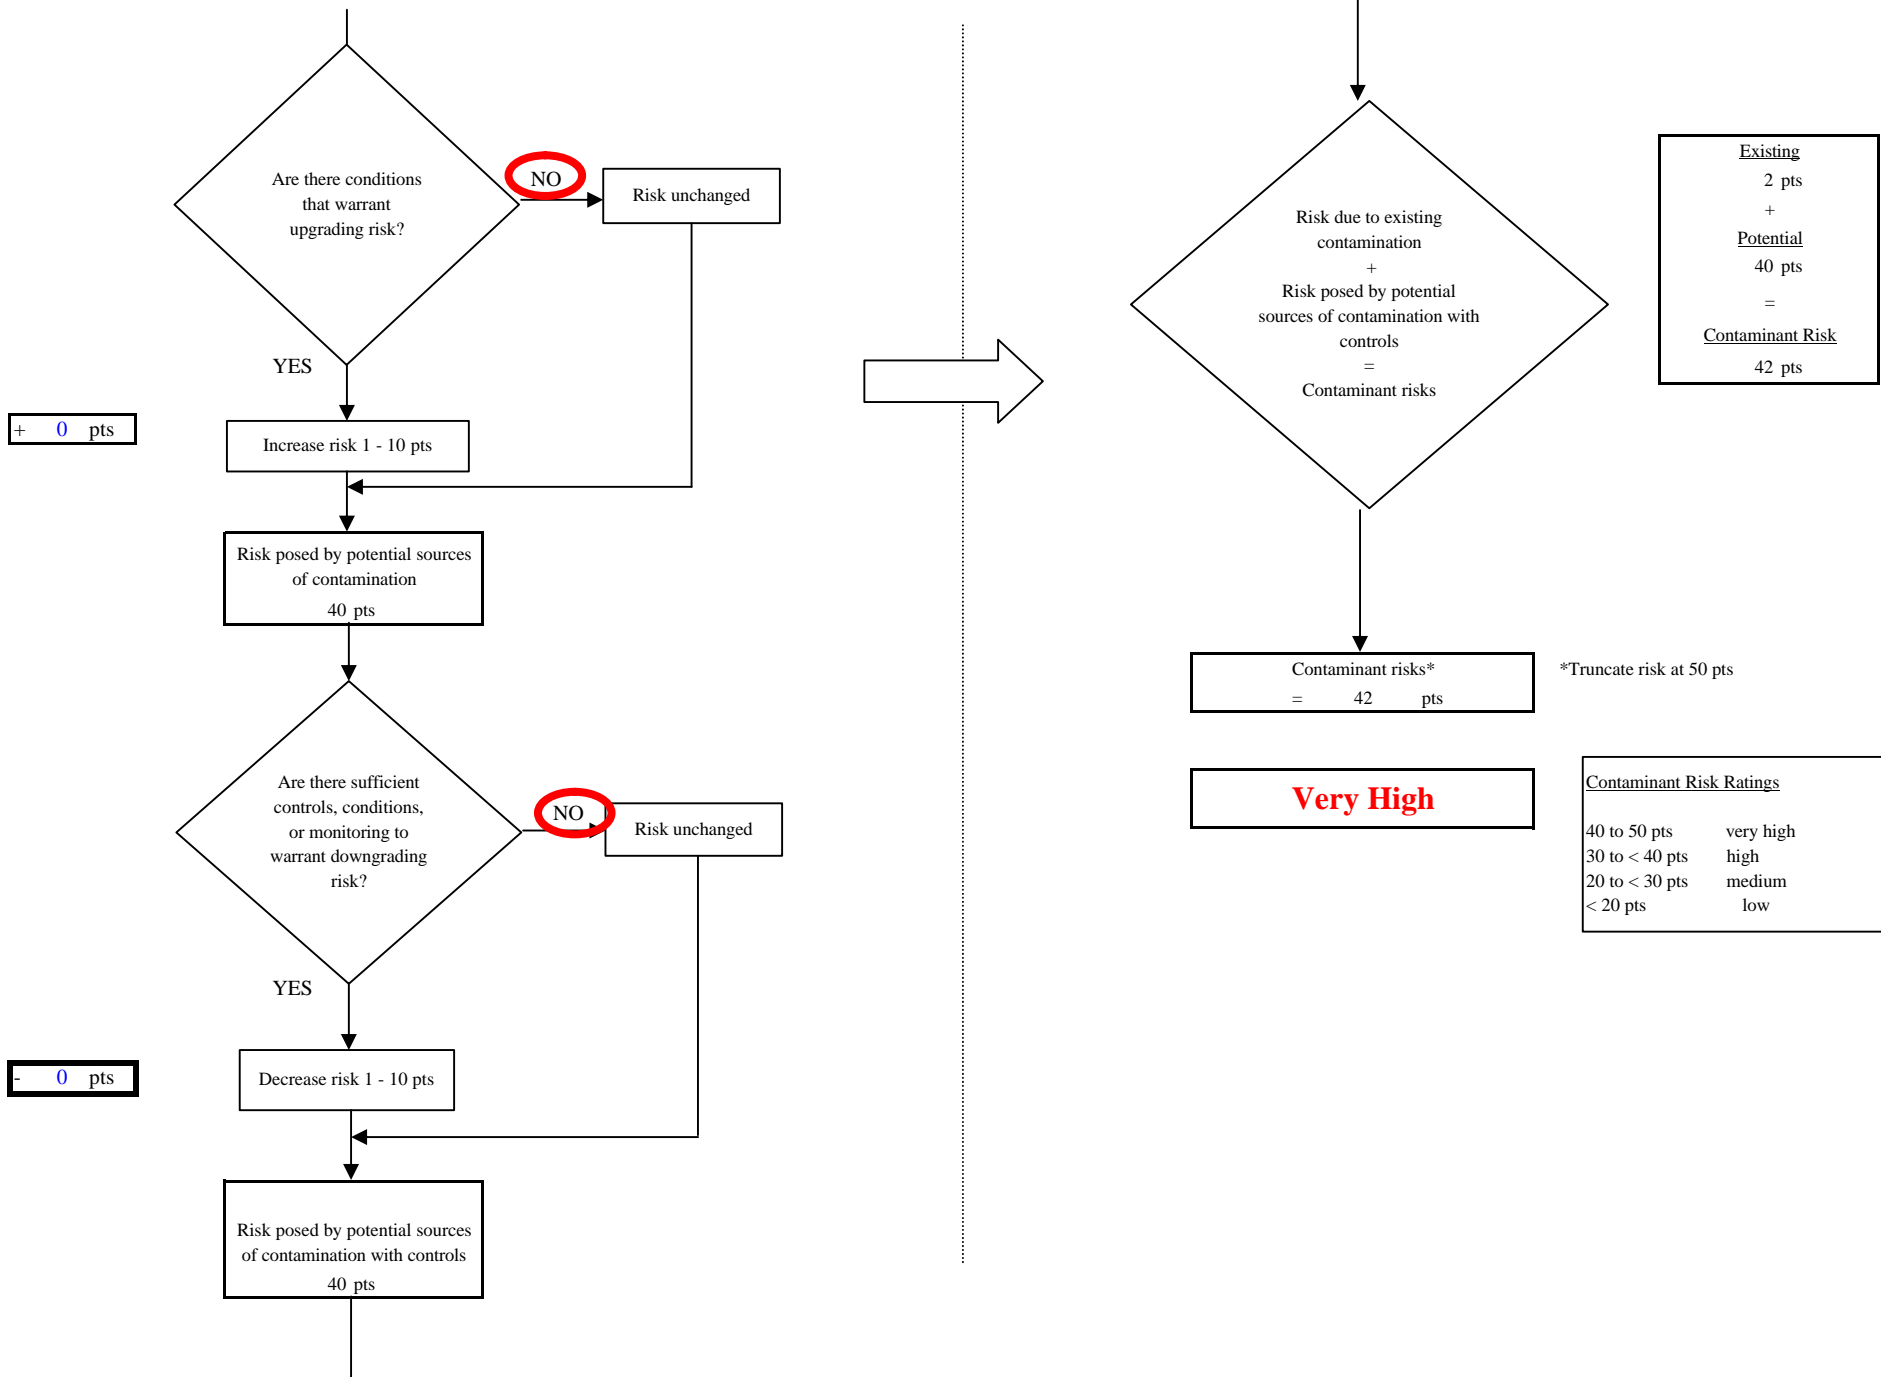 Are there conditions
that warrant
upgrading risk?
NO
Risk unchanged
YES
+ 0 pts
Increase risk 1 - 10 pts
Risk posed by potential sources
of contamination
40 pts
Are there sufficient
controls, conditions,
or monitoring to
warrant downgrading
risk?
NO
Risk unchanged
YES
- 0 pts
Decrease risk 1 - 10 pts
Risk posed by potential sources
of contamination with controls
40 pts
Risk due to existing
contamination
+
Risk posed by potential
sources of contamination with
controls
=
Contaminant risks
Existing
2 pts
+
Potential
40 pts
=
Contaminant Risk
42 pts
Contaminant risks*
= 42 pts
*Truncate risk at 50 pts
Very High
Contaminant Risk Ratings
40 to 50 pts very high
30 to < 40 pts high
20 to < 30 pts medium
< 20 pts low